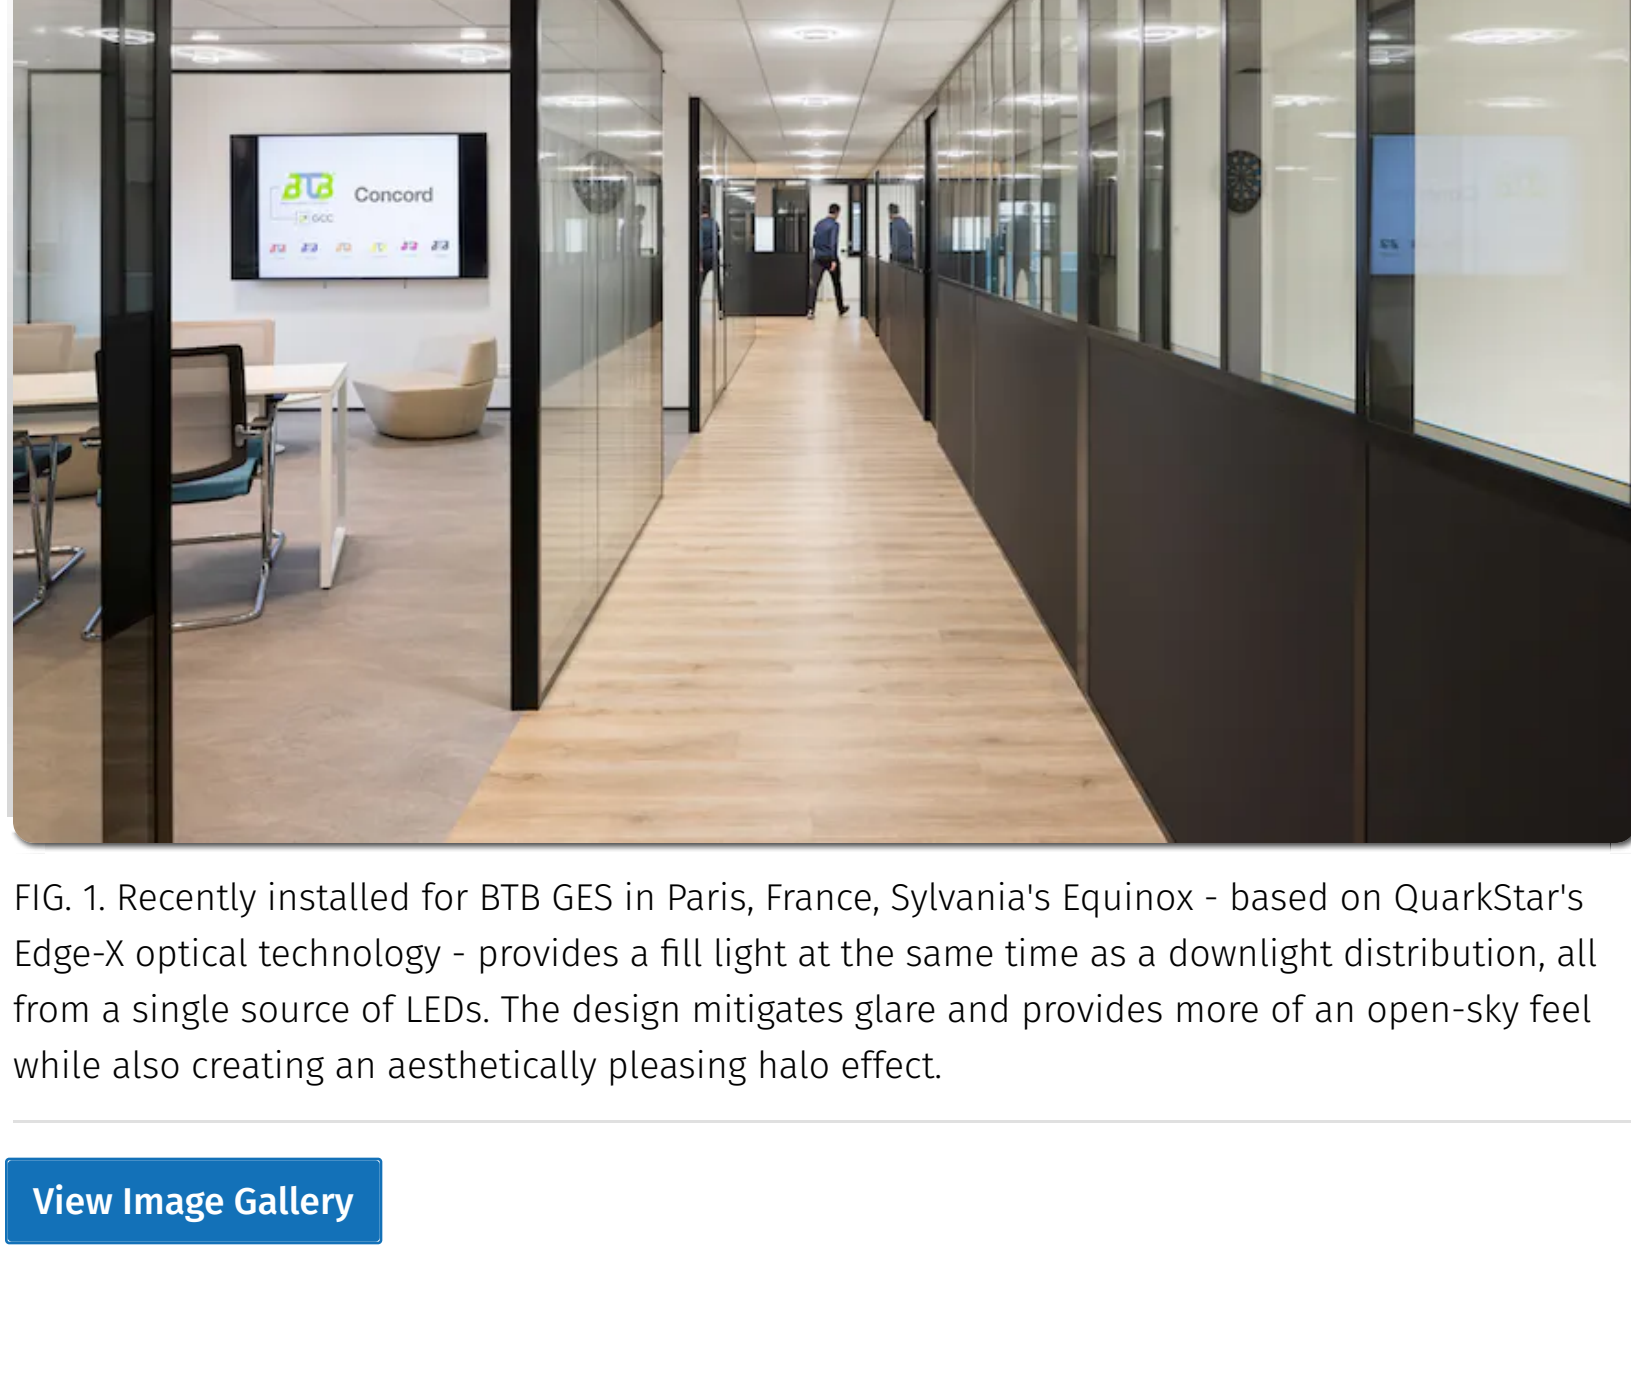 BTB
Concord
GCC
FIG. 1. Recently installed for BTB GES in Paris, France, Sylvania's Equinox - based on QuarkStar's
Edge-X optical technology - provides a fill light at the same time as a downlight distribution, all
from a single source of LEDs. The design mitigates glare and provides more of an open-sky feel
while also creating an aesthetically pleasing halo effect.
View Image Gallery